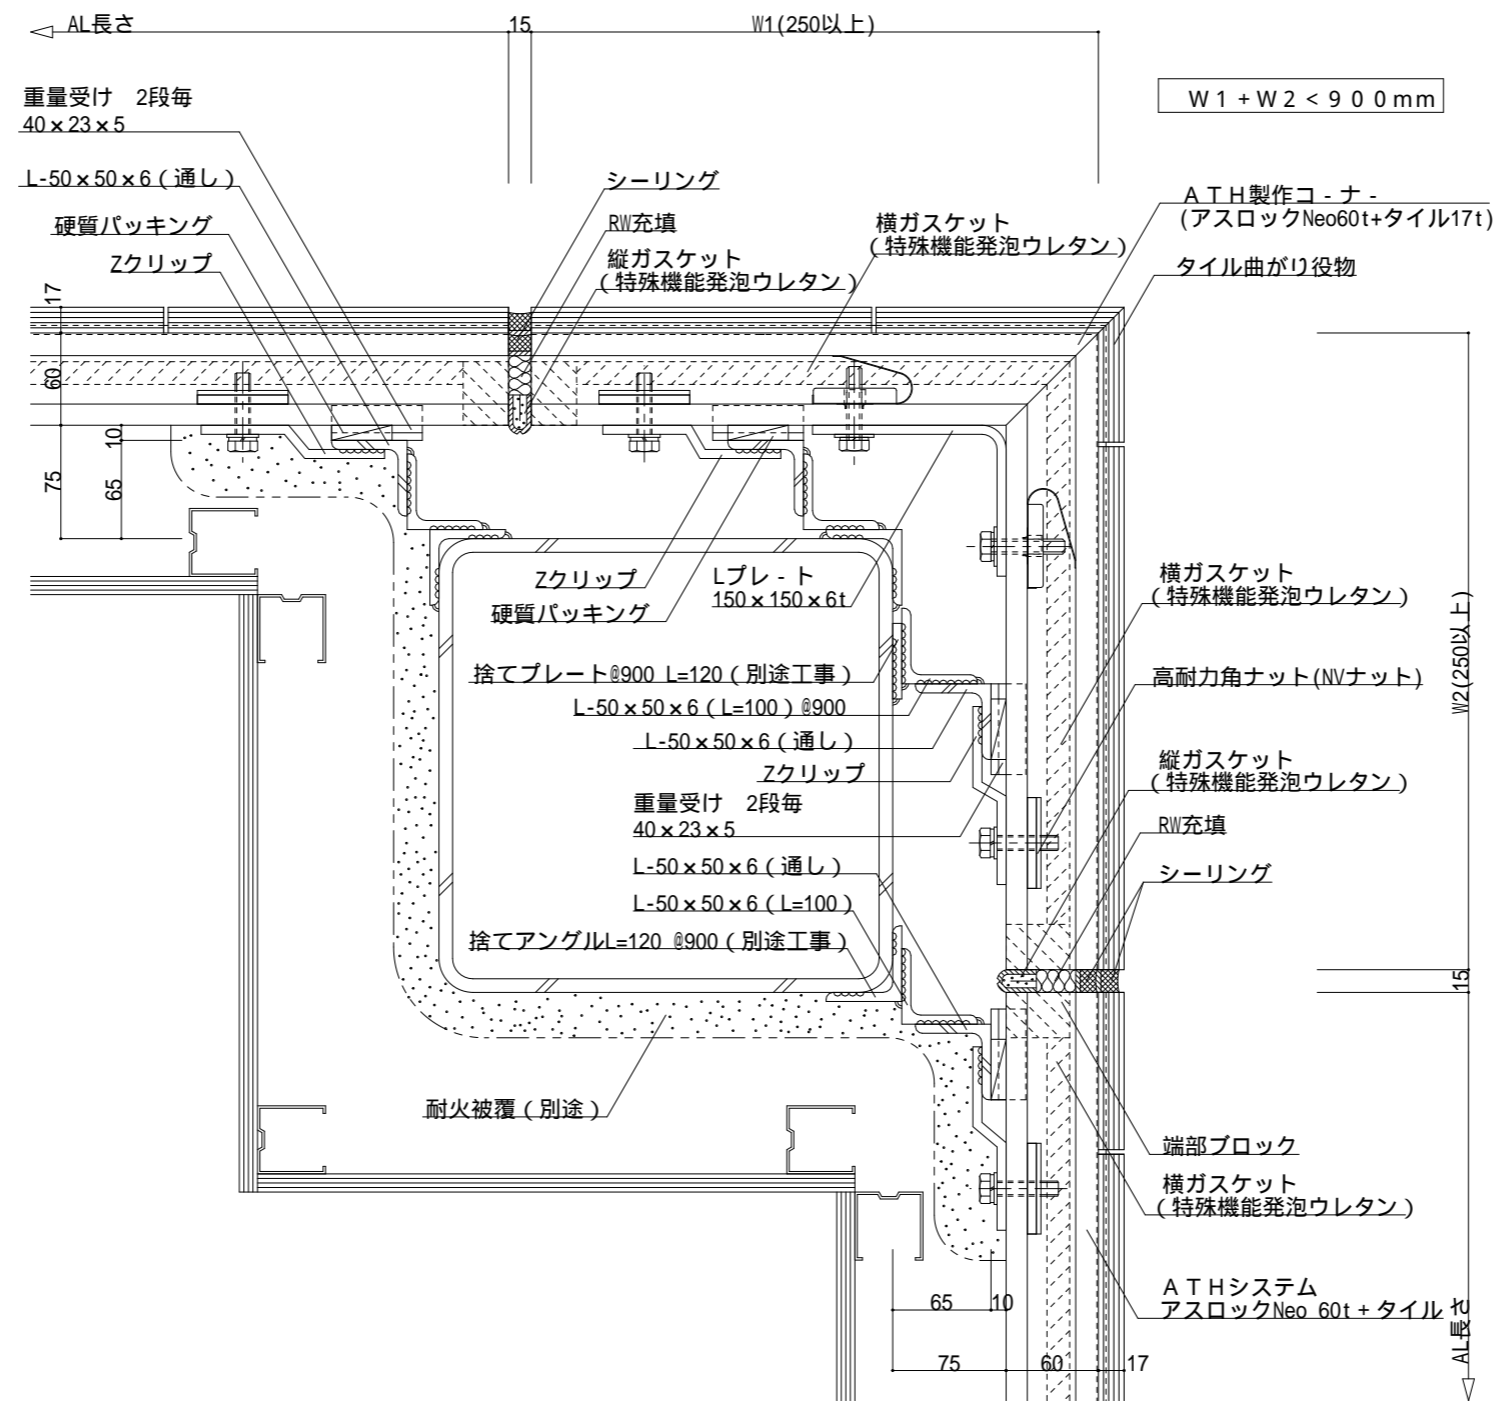 AL長さ
15
W1(250以上)
W1+W2<900mm
重量受け 2段毎
40×23×5
L-50×50×6(通し)
硬質パッキング
Zクリップ
シーリング
RW充填
縦ガスケット
(特殊機能発泡ウレタン)
横ガスケット
(特殊機能発泡ウレタン)
ATH製作コ-ナ-
(アスロックNeo60t+タイル17t)
タイル曲がり役物
17
60
10
75
65
Zクリップ
硬質パッキング
Lプレ-ト
150×150×6t
捨てプレート@900 L=120(別途工事)
L-50×50×6(L=100)@900
L-50×50×6(通し)
Zクリップ
重量受け 2段毎
40×23×5
L-50×50×6(通し)
L-50×50×6(L=100)
捨てアングルL=120 @900(別途工事)
耐火被覆(別途)
横ガスケット
(特殊機能発泡ウレタン)
高耐力角ナット(NVナット)
縦ガスケット
(特殊機能発泡ウレタン)
RW充填
シーリング
W2(250以上)
15
端部ブロック
横ガスケット
(特殊機能発泡ウレタン)
ATHシステム
アスロックNeo 60t+タイル
AL長さ
65
10
75
60
17